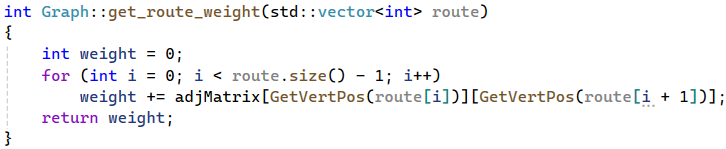 int Graph::get_route_weight(std::vector<int> route)
{
    int weight = 0;
    for (int i = 0; i < route.size() - 1; i++)
        weight += adjMatrix[GetVertPos(route[i])][GetVertPos(route[i + 1])];
    return weight;
}